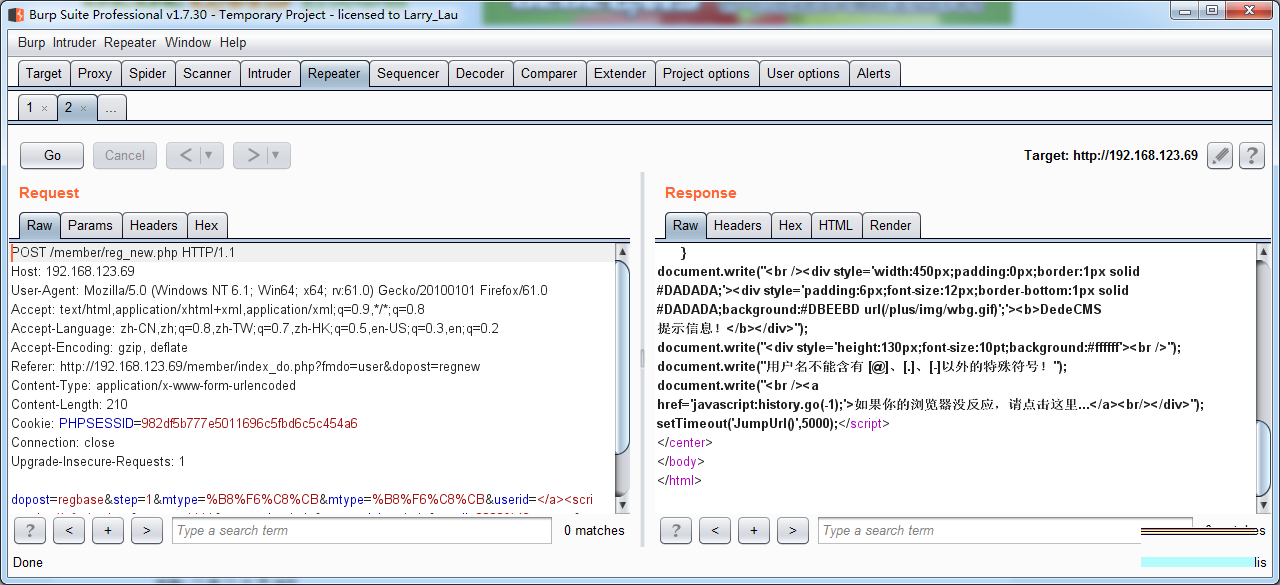 Burp Suite Professional v1.7.30 - Temporary Project - licensed to Larry_Lau
Burp Intruder Repeater Window Help
Target Proxy Spider Scanner Intruder Repeater Sequencer Decoder Comparer Extender Project options User options Alerts
1 × 2 × ...
Go Cancel < > Target: http://192.168.123.69 ?
Request
Raw Params Headers Hex
POST /member/reg_new.php HTTP/1.1
Host: 192.168.123.69
User-Agent: Mozilla/5.0 (Windows NT 6.1; Win64; x64; rv:61.0) Gecko/20100101 Firefox/61.0
Accept: text/html,application/xhtml+xml,application/xml;q=0.9,*/*;q=0.8
Accept-Language: zh-CN,zh;q=0.8,zh-TW;q=0.7,zh-HK;q=0.5,en-US;q=0.3,en;q=0.2
Accept-Encoding: gzip, deflate
Referer: http://192.168.123.69/member/index_do.php?fmdo=user&dopost=regnew
Content-Type: application/x-www-form-urlencoded
Content-Length: 210
Cookie: PHPSESSID=982df5b777e5011696c5fbd6c5c454a6
Connection: close
Upgrade-Insecure-Requests: 1
dopost=regbase&step=1&mtype=%B8%F6%C8%CB&mtype=%B8%F6%C8%CB&userid=</a><scri
? < + > Type a search term 0 matches
Response
Raw Headers Hex HTML Render
}
document.write("<br /><div style='width:450px;padding:0px;border:1px solid
#DADADA;'><div style='padding:6px;font-size:12px;border-bottom:1px solid
#DADADA;background:#DBEEBD url(/plus/img/wbg.gif)';'><b>DedeCMS
提示信息！</b></div>");
document.write("<div style='height:130px;font-size:10pt;background:#ffffff'><br />");
document.write("用户名不能含有 [@]、[.]、[-]以外的特殊符号！");
document.write("<br /><a
href='javascript:history.go(-1);'>如果你的浏览器没反应，请点击这里...</a><br/></div>");
setTimeout('JumpUrl()',5000);</script>
</center>
</body>
</html>
? < + > Type a search term
Done